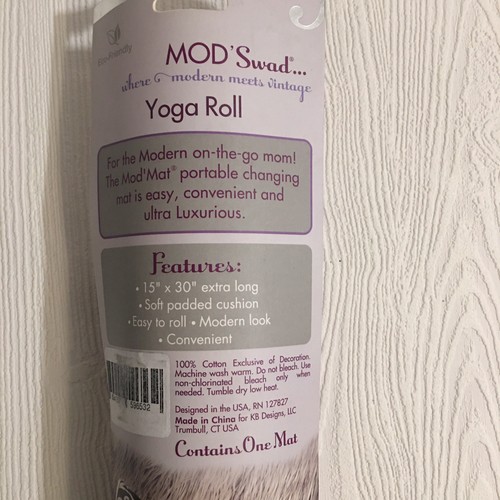 Eco-Friendly
MOD'Swad®...
where modern meets vintage
Yoga Roll
For the Modern on-the-go mom!
The Mod'Mat® portable changing
mat is easy, convenient and
ultra Luxurious.
Features:
• 15" x 30" extra long
• Soft padded cushion
• Easy to roll • Modern look
• Convenient
100% Cotton Exclusive of Decoration.
Machine wash warm. Do not bleach. Use
non-chlorinated bleach only when
needed. Tumble dry low heat.
Designed in the USA, RN 127827
Made in China for KB Designs, LLC
Trumbull, CT USA
Contains One Mat